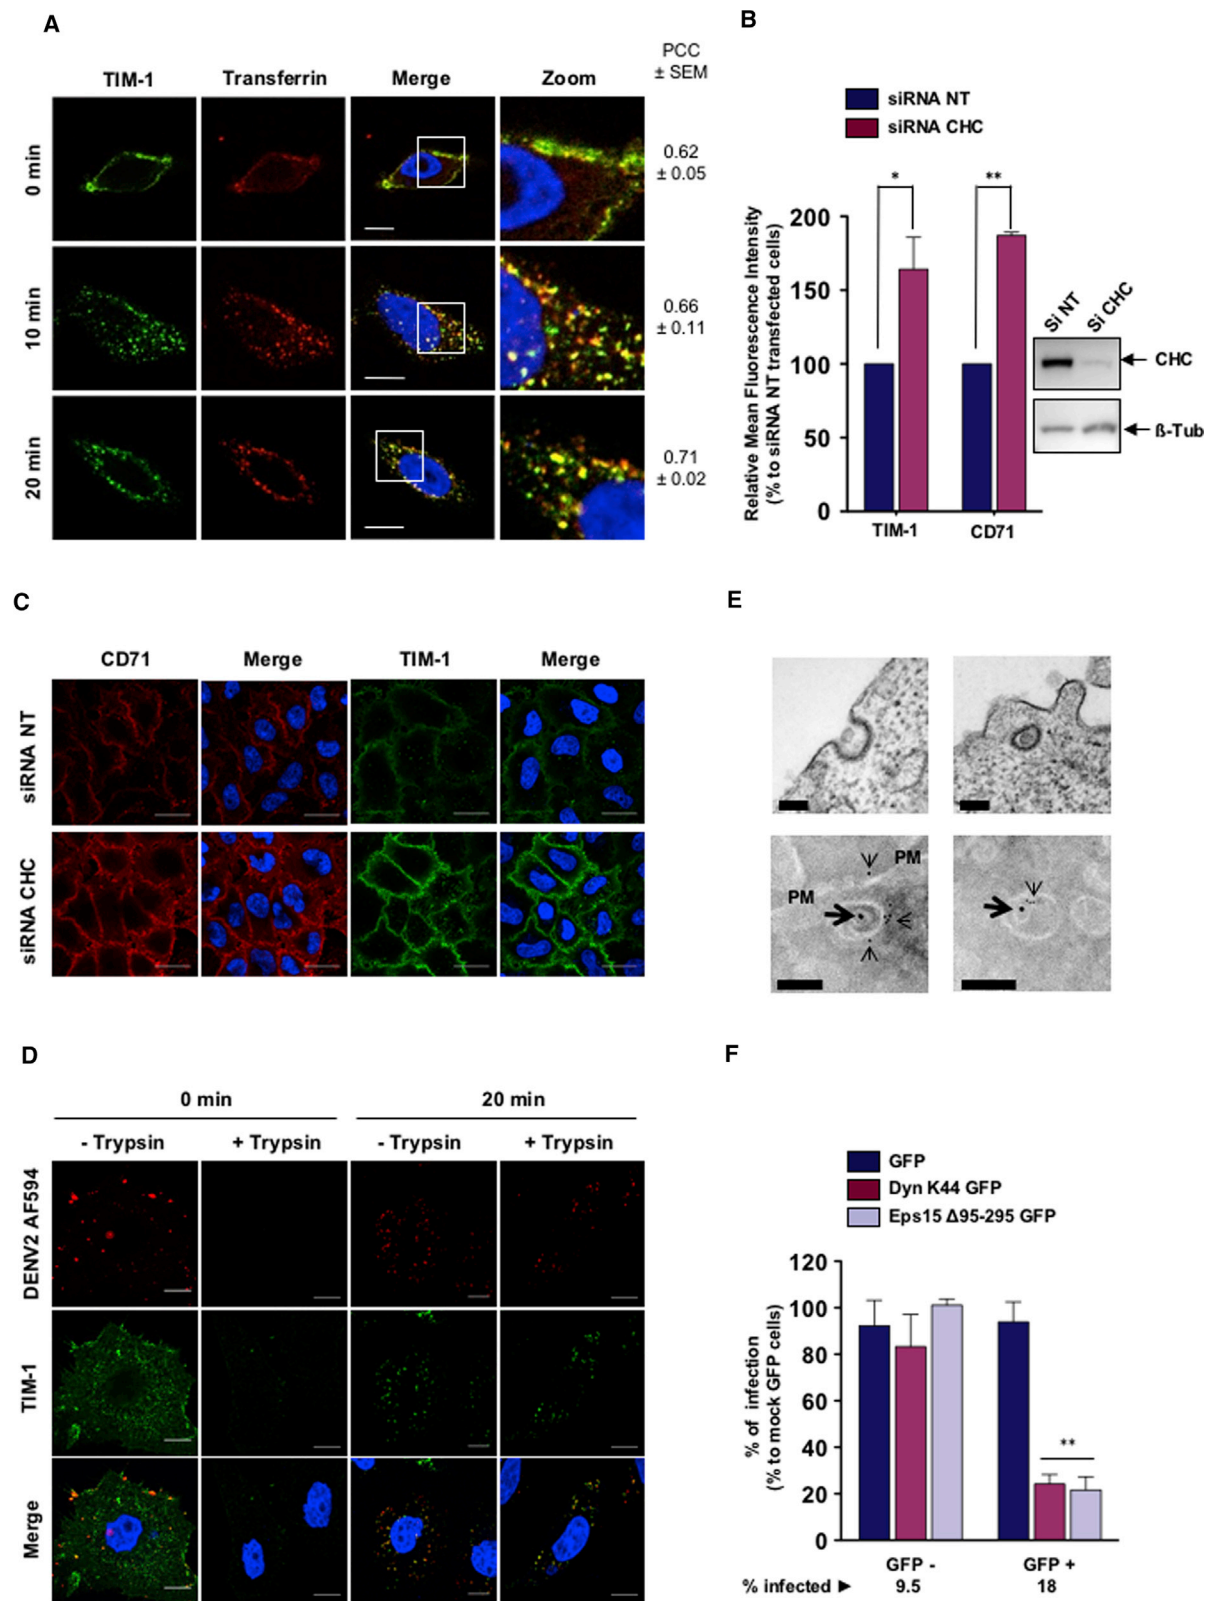 A
PCC
± SEM
TIM-1 Transferrin Merge Zoom
0 min
0.62
± 0.05
10 min
0.66
± 0.11
20 min
0.71
± 0.02
B
siRNA NT
siRNA CHC
Relative Mean Fluorescence Intensity
(% to siRNA NT transfected cells)
200
150
100
50
0
* **
TIM-1 CD71
Si NT Si CHC
CHC
ß-Tub
C
CD71 Merge TIM-1 Merge
siRNA NT
siRNA CHC
E
PM PM
D
0 min 20 min
- Trypsin + Trypsin - Trypsin + Trypsin
DENV2 AF594
TIM-1
Merge
F
GFP
Dyn K44 GFP
Eps15 Δ95-295 GFP
% of infection
(% to mock GFP cells)
120
100
80
60
40
20
0
**
GFP - GFP +
% infected ► 9.5 18